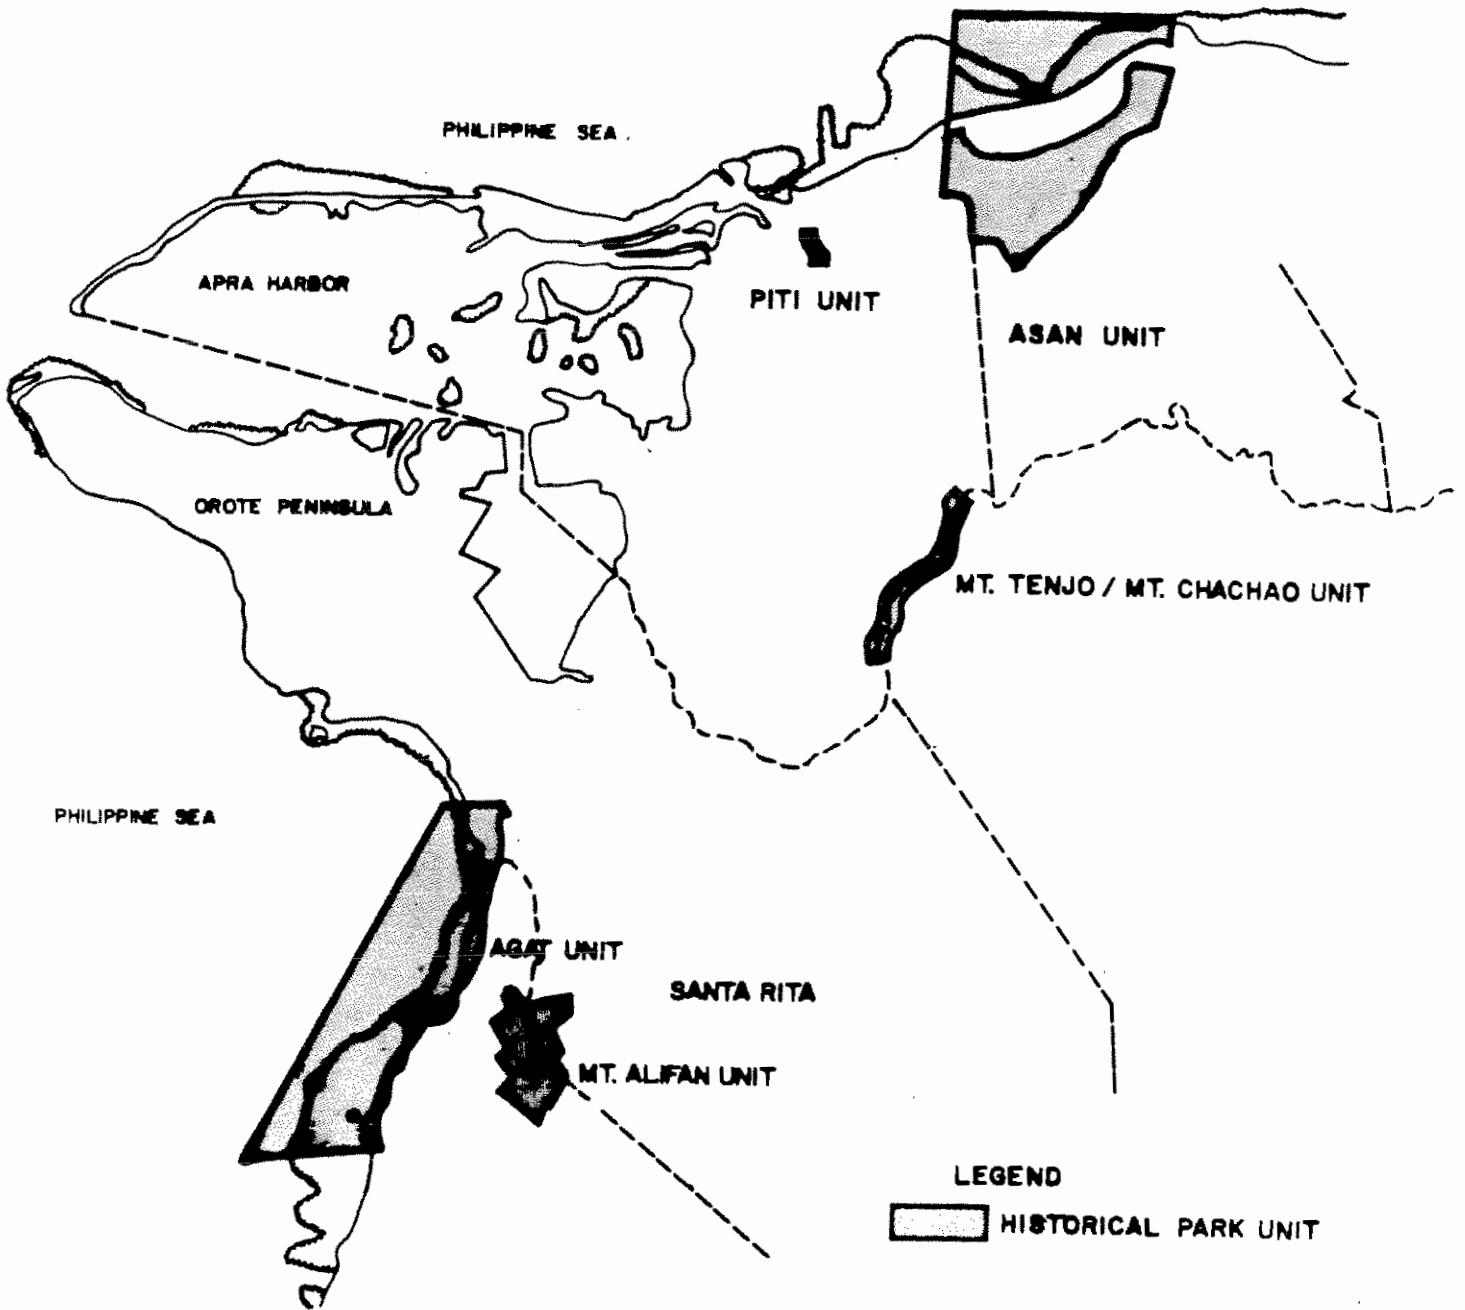 PHILIPPINE SEA
APRA HARBOR
PITI UNIT
ASAN UNIT
OROTE PENINSULA
MT. TENJO / MT. CHACHAO UNIT
PHILIPPINE SEA
AGAT UNIT
SANTA RITA
MT. ALIFAN UNIT
LEGEND
HISTORICAL PARK UNIT